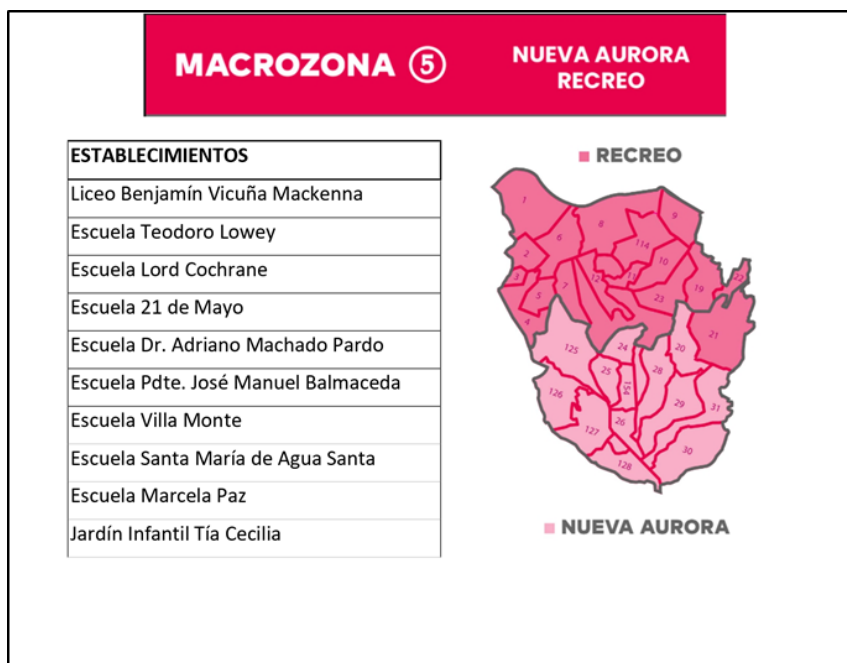 MACROZONA ⑤
NUEVA AURORA
RECREO
ESTABLECIMIENTOS
Liceo Benjamín Vicuña Mackenna
Escuela Teodoro Lowey
Escuela Lord Cochrane
Escuela 21 de Mayo
Escuela Dr. Adriano Machado Pardo
Escuela Pdte. José Manuel Balmaceda
Escuela Villa Monte
Escuela Santa María de Agua Santa
Escuela Marcela Paz
Jardín Infantil Tía Cecilia
RECREO
1
9
8
6
114
2
10
11
12
3
7
19
22
5
23
4
21
24
20
125
25
28
154
126
29
31
26
127
30
128
NUEVA AURORA